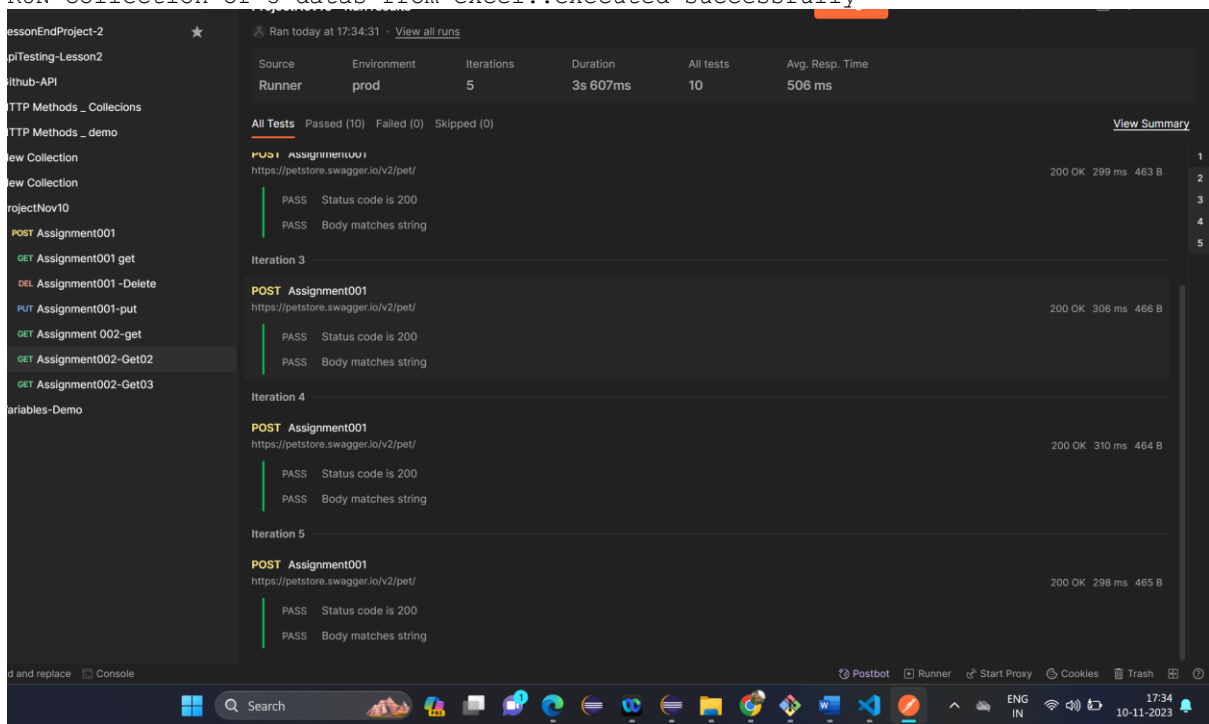 RUN Collection of 5 datas from excel::executed successfully
essonEndProject-2
Ran today at 17:34:31 · View all runs
piTesting-Lesson2
Source Environment Iterations Duration All tests Avg. Resp. Time
Runner prod 5 3s 607ms 10 506 ms
ithub-API
TTP Methods _ Collecions
All Tests Passed (10) Failed (0) Skipped (0) View Summary
TTP Methods _ demo
ew Collection
ew Collection
rojectNov10
POST Assignment001
GET Assignment001 get
DEL Assignment001 -Delete
PUT Assignment001-put
GET Assignment 002-get
GET Assignment002-Get02
GET Assignment002-Get03
ariables-Demo
POST Assignment001
https://petstore.swagger.io/v2/pet/ 200 OK 299 ms 463 B
PASS Status code is 200
PASS Body matches string
Iteration 3
POST Assignment001
https://petstore.swagger.io/v2/pet/ 200 OK 306 ms 466 B
PASS Status code is 200
PASS Body matches string
Iteration 4
POST Assignment001
https://petstore.swagger.io/v2/pet/ 200 OK 310 ms 464 B
PASS Status code is 200
PASS Body matches string
Iteration 5
POST Assignment001
https://petstore.swagger.io/v2/pet/ 200 OK 298 ms 465 B
PASS Status code is 200
PASS Body matches string
1
2
3
4
5
d and replace Console Postbot Runner Start Proxy Cookies Trash
Search ENG 17:34
IN 10-11-2023